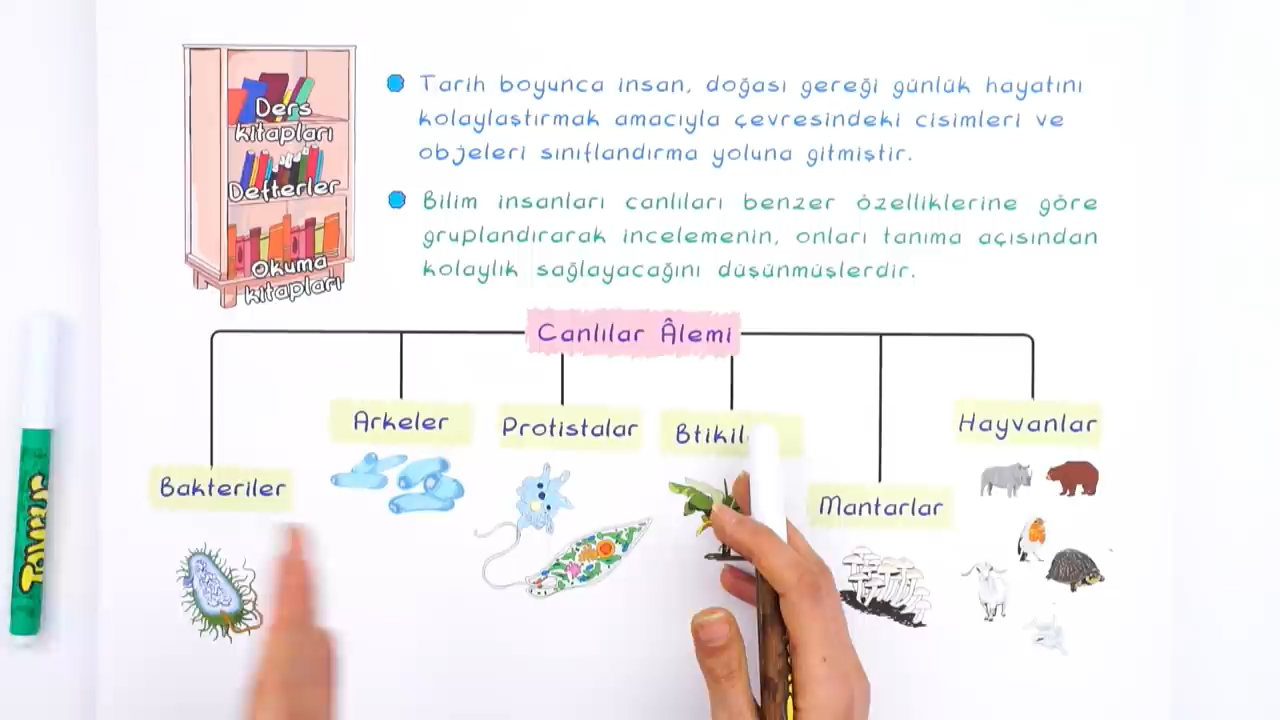 Ders
kitapları
Defterler
Okuma
kitapları
Tarih boyunca insan, doğası gereği günlük hayatını
kolaylaştırmak amacıyla çevresindeki cisimleri ve
objeleri sınıflandırma yoluna gitmiştir.
Bilim insanları canlıları benzer özelliklerine göre
gruplandırarak incelemenin, onları tanıma açısından
kolaylık sağlayacağını düşünmüşlerdir.
Canlılar Âlemi
Arkeler
Protistalar
Hayvanlar
Bakteriler
Mantarlar